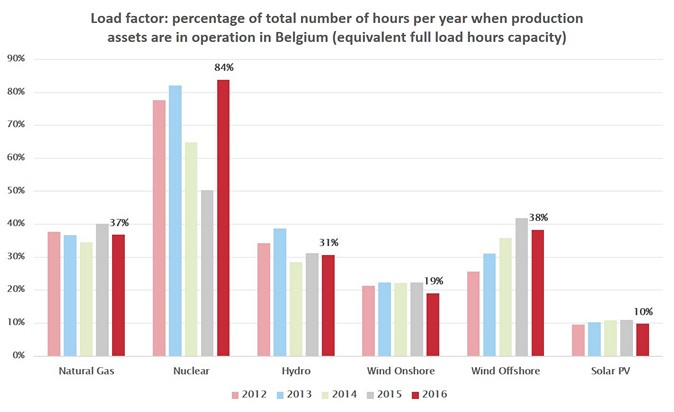 Load factor: percentage of total number of hours per year when production
assets are in operation in Belgium (equivalent full load hours capacity)
90%
80%
70%
60%
50%
40%
30%
20%
10%
0%
37%
84%
31%
19%
38%
10%
Natural Gas
Nuclear
Hydro
Wind Onshore
Wind Offshore
Solar PV
2012 2013 2014 2015 2016